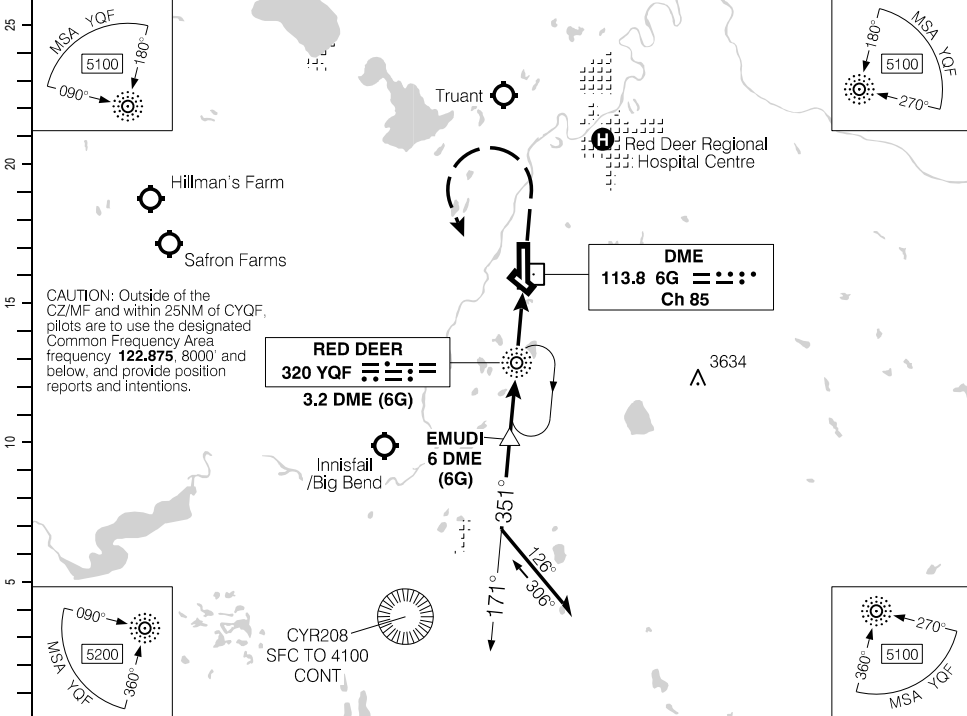 25
MSA YQF
5100
180°
090°
MSA YQF
5100
180°
270°
Truant
H
Red Deer Regional
Hospital Centre
20
Hillman's Farm
Safron Farms
DME
113.8 6G
Ch 85
15
CAUTION: Outside of the
CZ/MF and within 25NM of CYQF,
pilots are to use the designated
Common Frequency Area
frequency 122.875, 8000' and
below, and provide position
reports and intentions.
RED DEER
320 YQF
3.2 DME (6G)
3634
10
EMUDI
6 DME
(6G)
Innisfail
/Big Bend
351°
126°
306°
171°
5
CYR208
SFC TO 4100
CONT
090°
5200
360°
MSA YQF
270°
5100
360°
MSA YQF